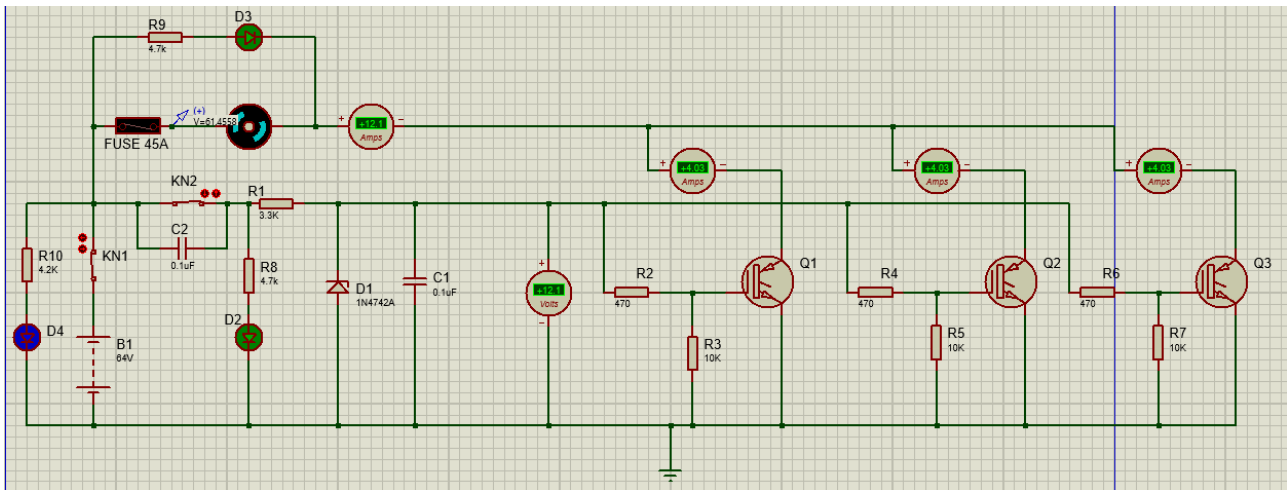 D3
R9
4.7k
(+)
V=61.4558
FUSE 45A
+ +12.1 −
Amps
+ +4.03 −
Amps
+ +4.03 −
Amps
+ +4.03 −
Amps
KN2
R1
3.3K
C2
0.1uF
R10
4.2K
KN1
R8
4.7k
D1
1N4742A
C1
0.1uF
+
+12.1
Volts
−
R2
470
Q1
R4
470
Q2
R6
470
Q3
D4
B1
64V
D2
R3
10K
R5
10K
R7
10K